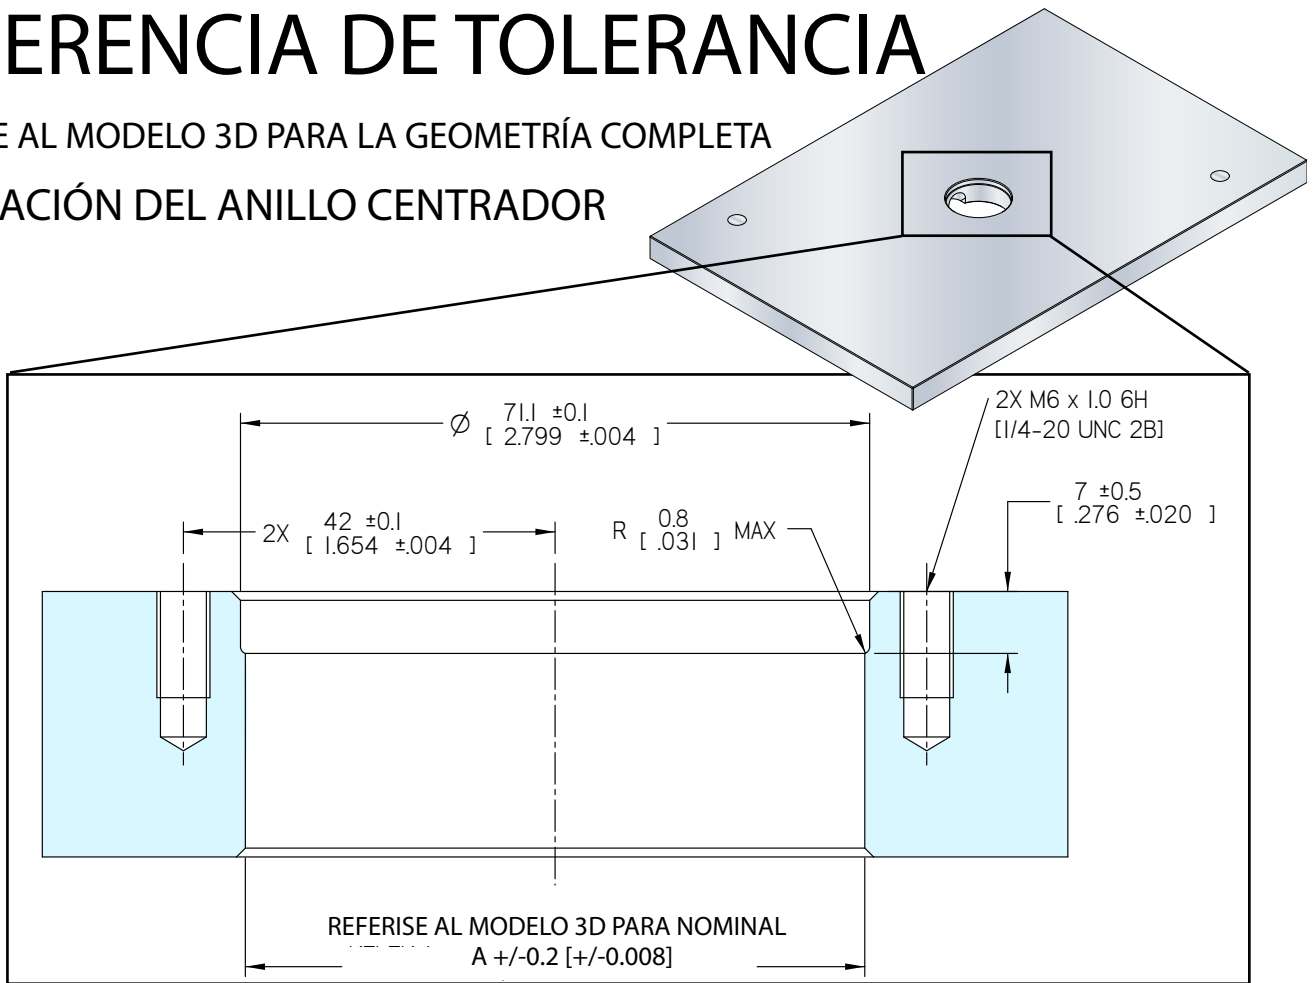 ERENCIA DE TOLERANCIA
E AL MODELO 3D PARA LA GEOMETRÍA COMPLETA
ACIÓN DEL ANILLO CENTRADOR
Ø 71.1 ±0.1
[ 2.799 ±.004 ]
2X M6 x 1.0 6H
[1/4-20 UNC 2B]
7 ±0.5
[ .276 ±.020 ]
2X 42 ±0.1
[ 1.654 ±.004 ]
R 0.8 MAX
[ .031 ]
REFERISE AL MODELO 3D PARA NOMINAL
A +/-0.2 [+/-0.008]